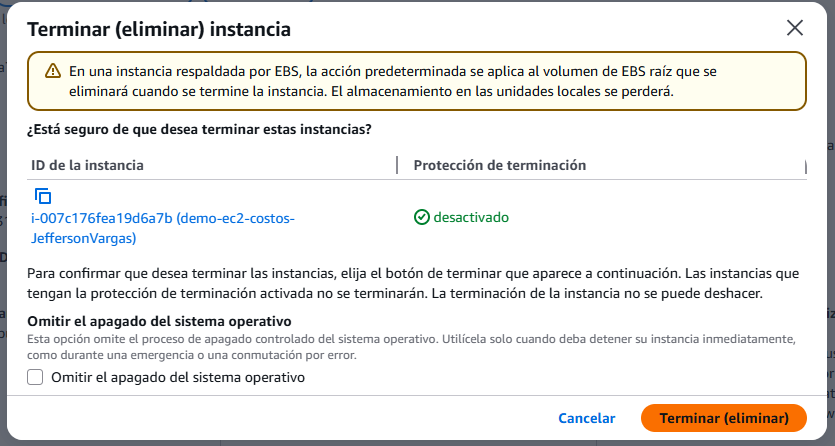 Terminar (eliminar) instancia
En una instancia respaldada por EBS, la acción predeterminada se aplica al volumen de EBS raíz que se
eliminará cuando se termine la instancia. El almacenamiento en las unidades locales se perderá.
¿Está seguro de que desea terminar estas instancias?
ID de la instancia
Protección de terminación
i-007c176fea19d6a7b (demo-ec2-costos-
JeffersonVargas)
desactivado
Para confirmar que desea terminar las instancias, elija el botón de terminar que aparece a continuación. Las instancias que
tengan la protección de terminación activada no se terminarán. La terminación de la instancia no se puede deshacer.
Omitir el apagado del sistema operativo
Esta opción omite el proceso de apagado controlado del sistema operativo. Utilícela solo cuando deba detener su instancia inmediatamente,
como durante una emergencia o una conmutación por error.
Omitir el apagado del sistema operativo
Cancelar
Terminar (eliminar)